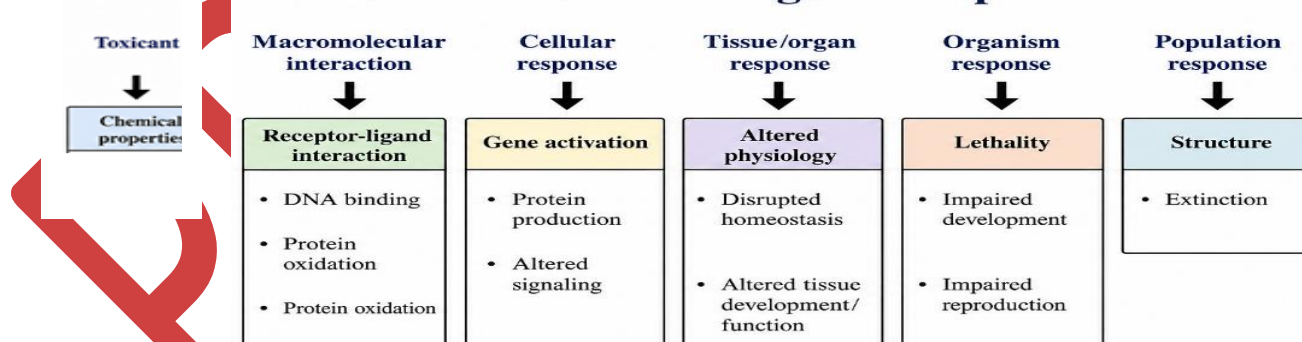 Toxicant
Chemical
properties
Macromolecular
interaction
Receptor-ligand
interaction
• DNA binding
• Protein
oxidation
• Protein oxidation
Cellular
response
Gene activation
• Protein
production
• Altered
signaling
Tissue/organ
response
Altered
physiology
• Disrupted
homeostasis
• Altered tissue
development/
function
Organism
response
Lethality
• Impaired
development
• Impaired
reproduction
Population
response
Structure
• Extinction